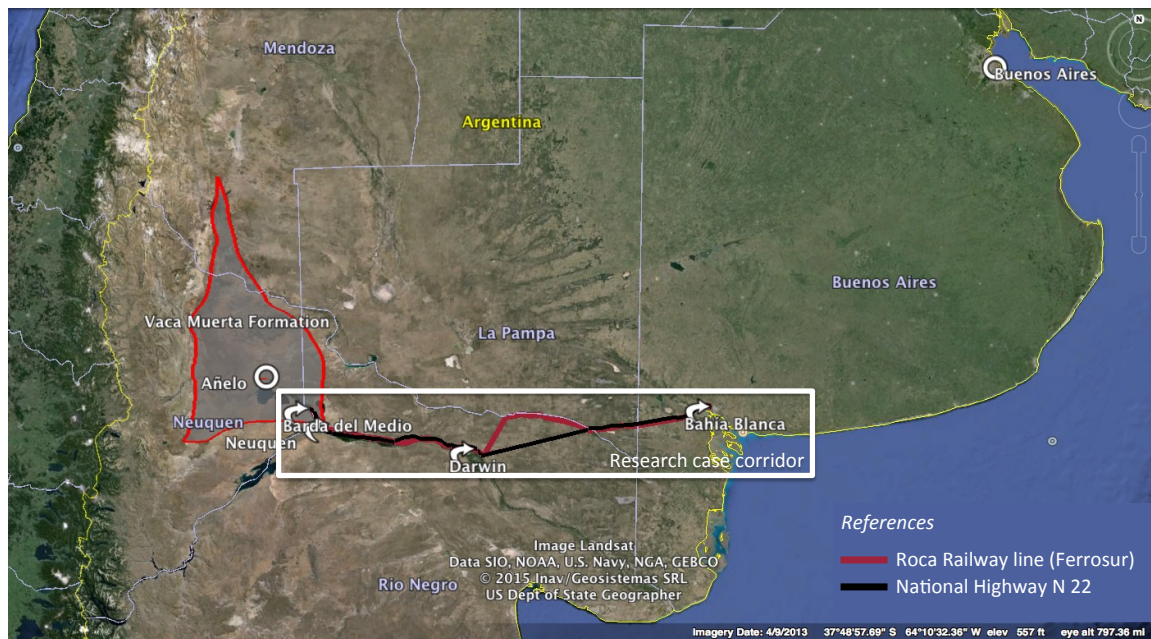 N
Mendoza
Buenos Aires
Argentina
Buenos Aires
Vaca Muerta Formation
La Pampa
Añelo
Neuquen
Barda del Medio
Bahía Blanca
Neuquen
Darwin
Research case corridor
References
Image Landsat
Data SIO, NOAA, U.S. Navy, NGA, GEBCO
© 2015 Inav/Geosistemas SRL
US Dept of State Geographer
Roca Railway line (Ferrosur)
Rio Negro
National Highway N 22
Imagery Date: 4/9/2013 37°48'57.69" S 64°10'32.36" W elev 557 ft eye alt 797.36 mi